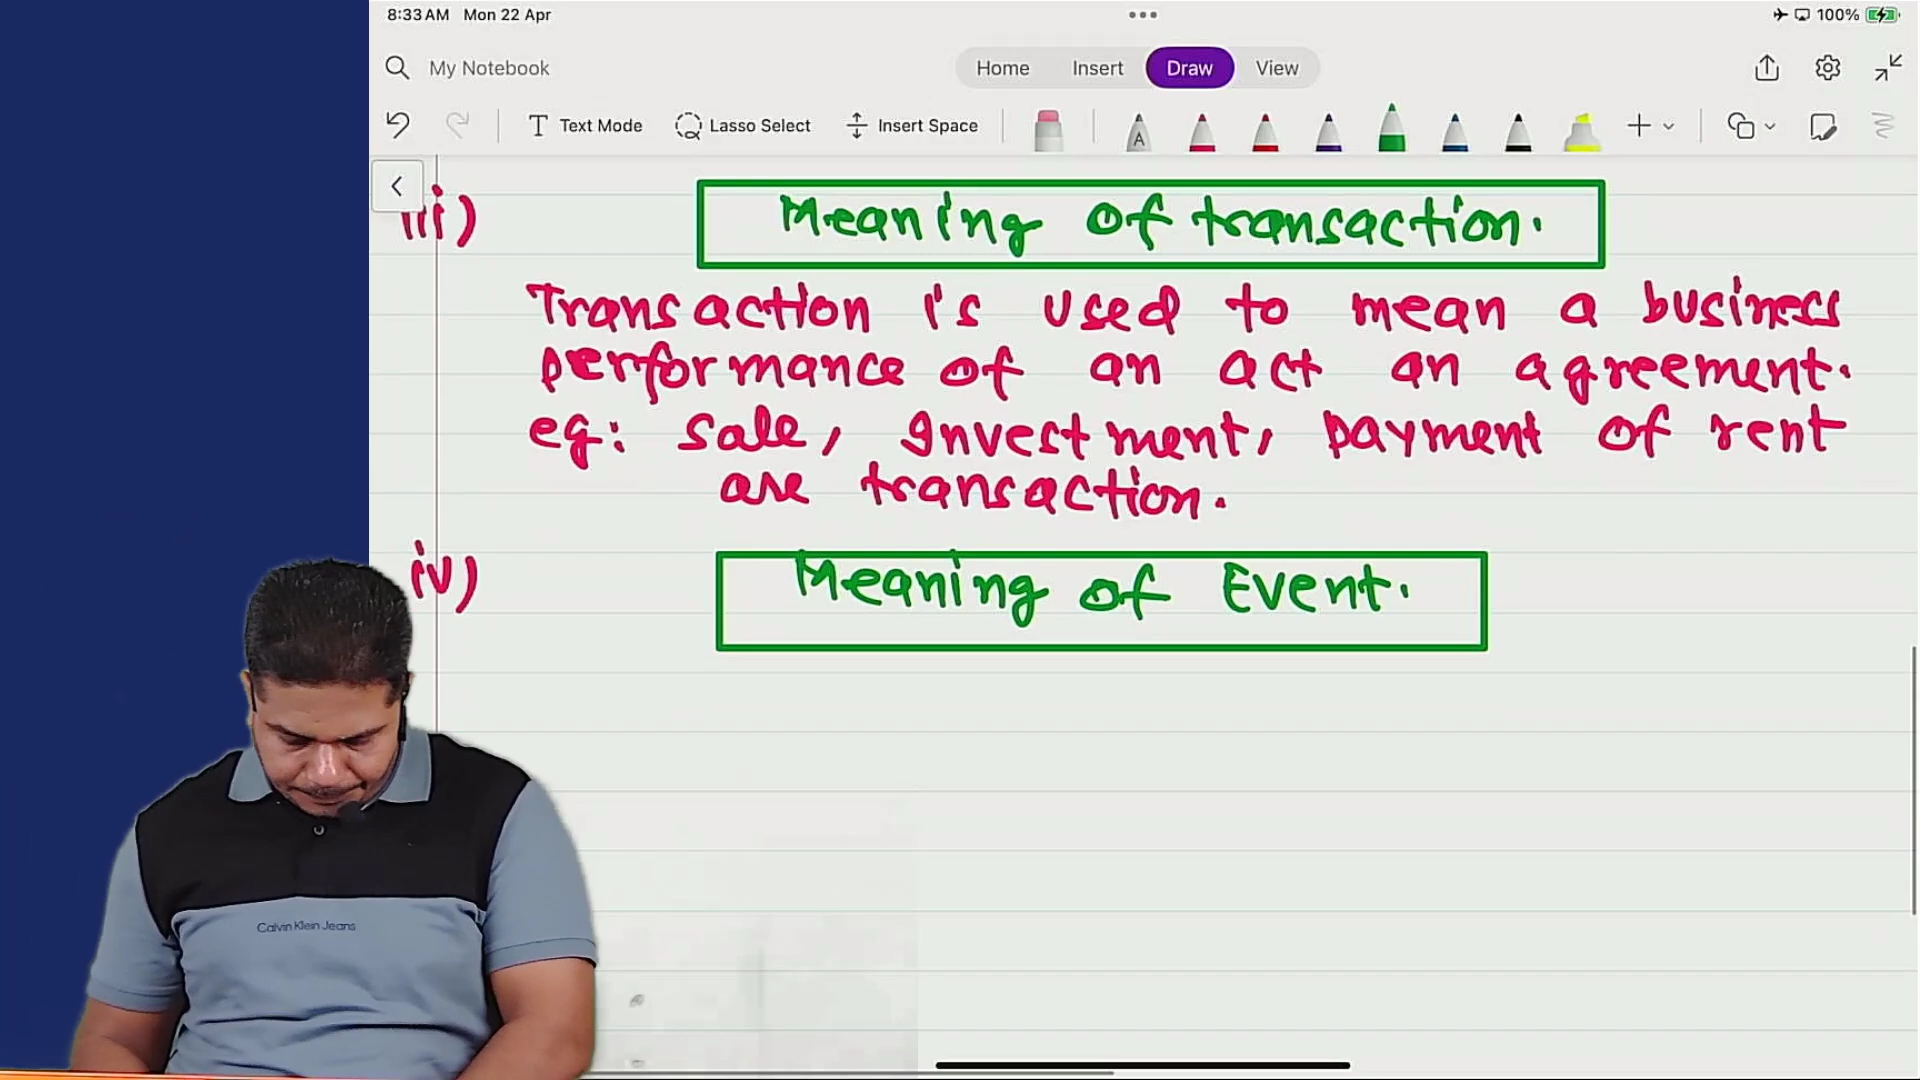 8:33 AM Mon 22 Apr
100%
My Notebook
Home Insert Draw View
Text Mode Lasso Select Insert Space
A
iii) Meaning of transaction.
Transaction is used to mean a business
performance of an act an agreement.
eg: Sale, Investment, payment of rent
are transaction.
iv) Meaning of Event.
Calvin Klein Jeans